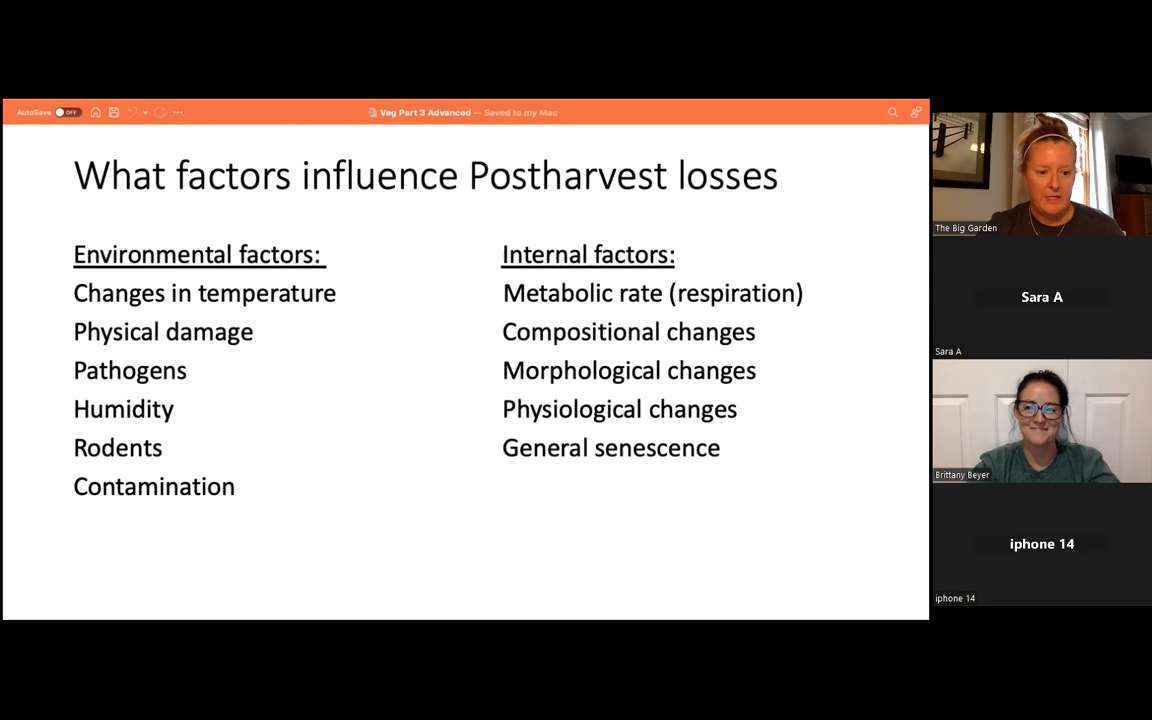 AutoSave OFF
Veg Part 3 Advanced — Saved to my Mac
What factors influence Postharvest losses
Environmental factors:
Changes in temperature
Physical damage
Pathogens
Humidity
Rodents
Contamination
Internal factors:
Metabolic rate (respiration)
Compositional changes
Morphological changes
Physiological changes
General senescence
The Big Garden
Sara A
Sara A
Brittany Beyer
iphone 14
iphone 14